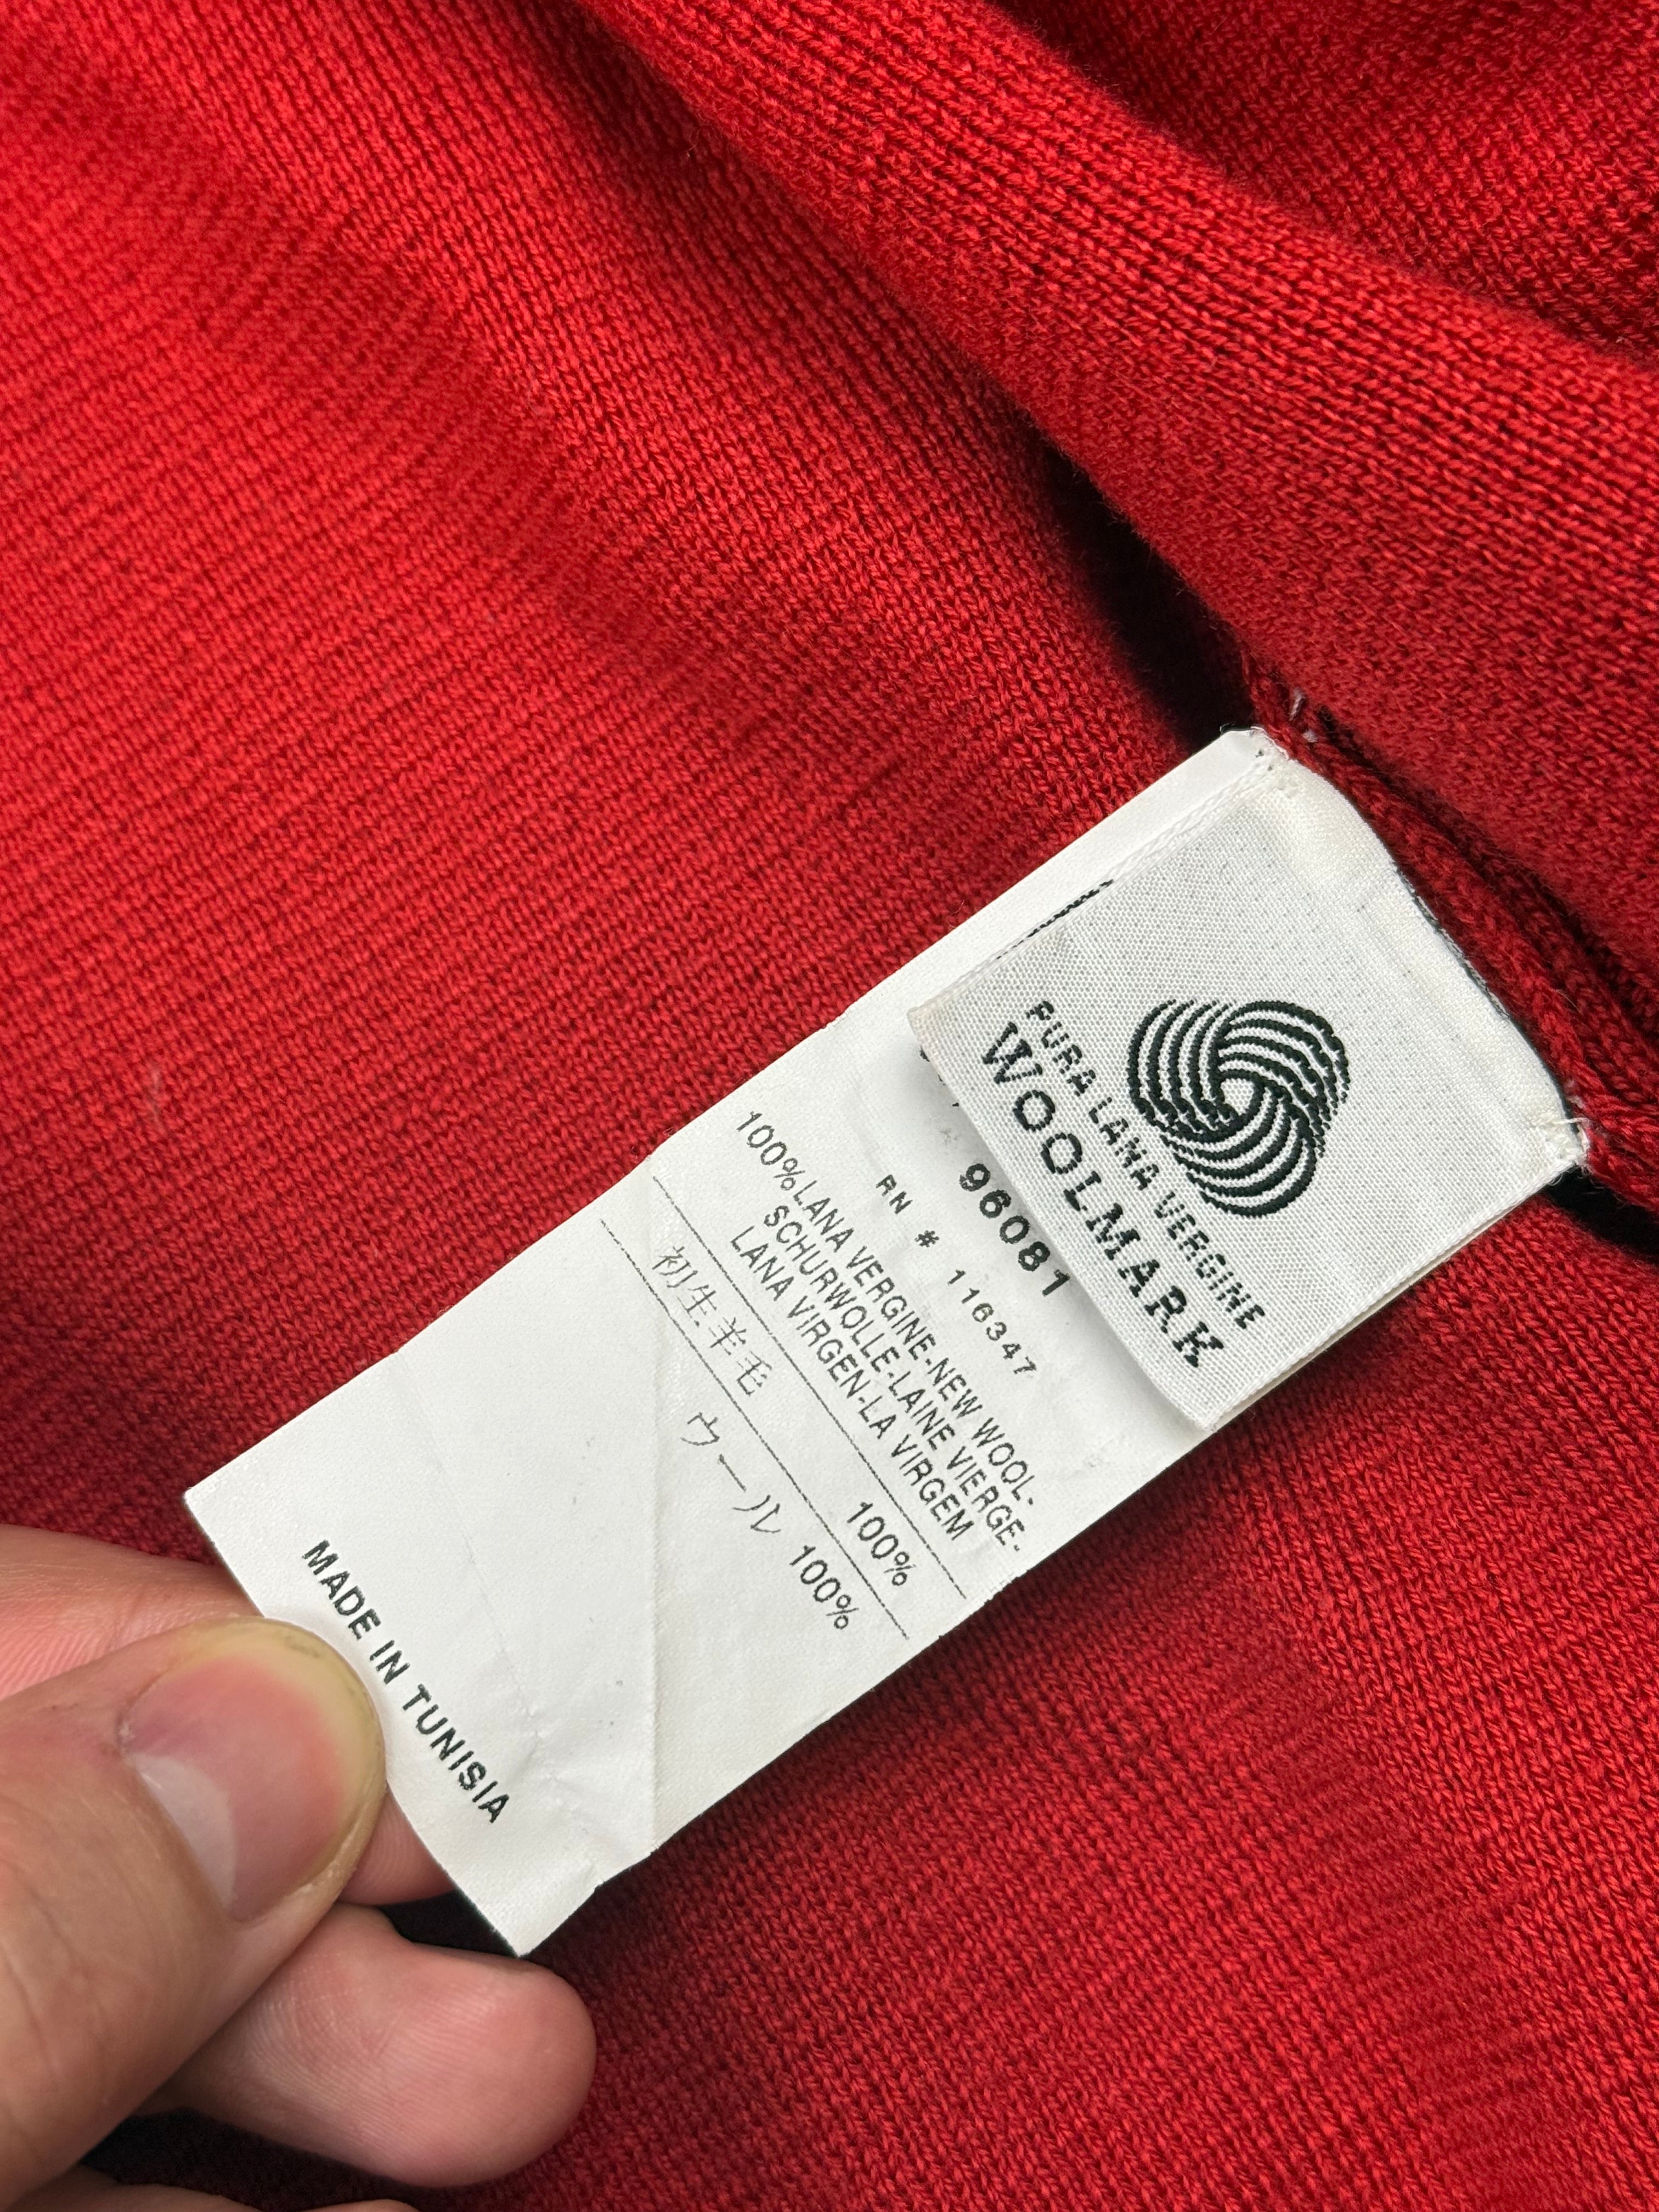 PURA LANA VERGINE
WOOLMARK
96081
RN # 116347
100% LANA VERGINE-NEW WOOL-
SCHURWOLLE-LAINE VIERGE-
LANA VIRGEN-LA VIRGEM
初生羊毛 100%
ウール 100%
MADE IN TUNISIA